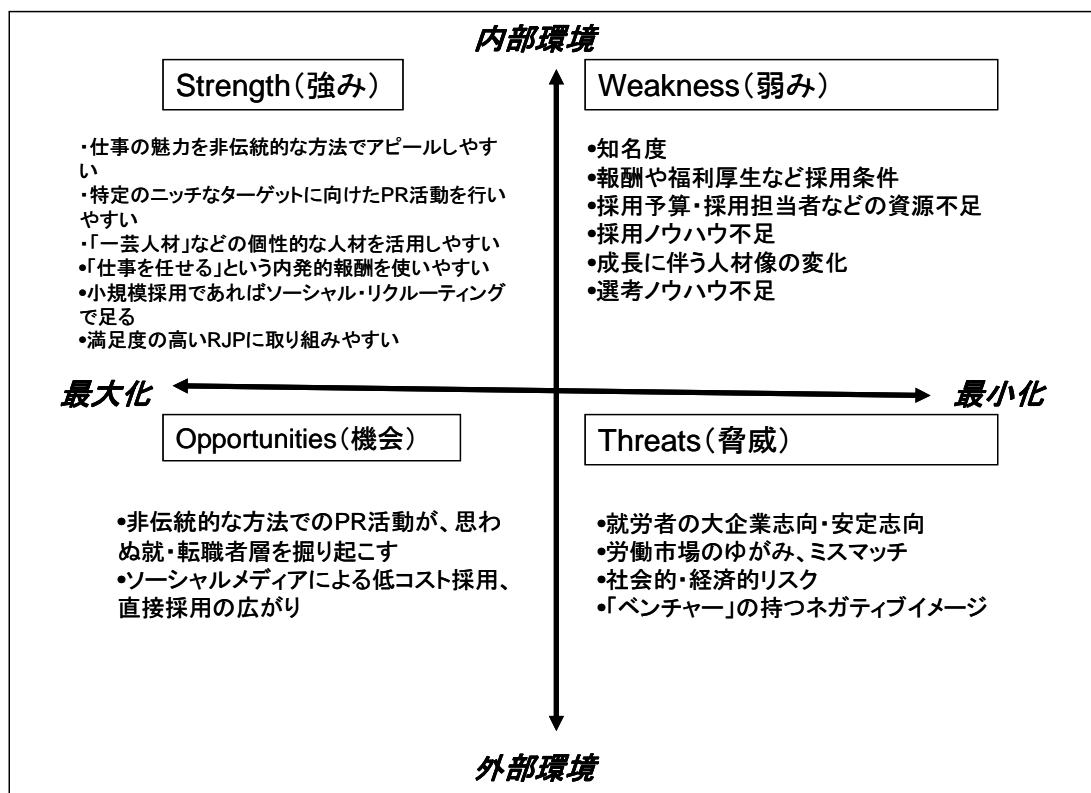 内部環境
Strength(強み)
・仕事の魅力を非伝統的な方法でアピールしやす
い
・特定のニッチなターゲットに向けたPR活動を行い
やすい
・「一芸人材」などの個性的な人材を活用しやすい
•「仕事を任せる」という内発的報酬を使いやすい
•小規模採用であればソーシャル・リクルーティング
で足る
•満足度の高いRJPに取り組みやすい
Weakness(弱み)
•知名度
•報酬や福利厚生など採用条件
•採用予算・採用担当者などの資源不足
•採用ノウハウ不足
•成長に伴う人材像の変化
•選考ノウハウ不足
最大化
最小化
Opportunities(機会)
•非伝統的な方法でのPR活動が、思わ
ぬ就・転職者層を掘り起こす
•ソーシャルメディアによる低コスト採用、
直接採用の広がり
Threats(脅威)
•就労者の大企業志向・安定志向
•労働市場のゆがみ、ミスマッチ
•社会的・経済的リスク
•「ベンチャー」の持つネガティブイメージ
外部環境